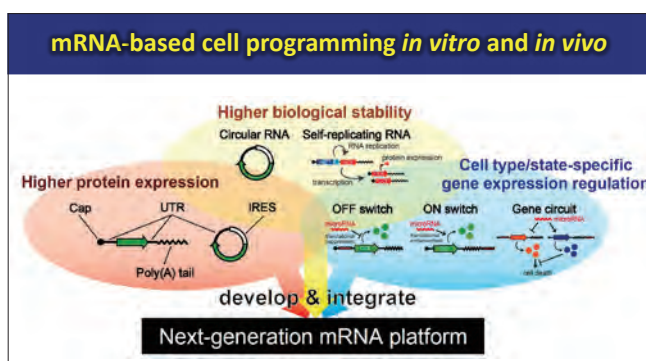 mRNA-based cell programming in vitro and in vivo
Higher biological stability
Circular RNA
Self-replicating RNA
RNA replication
protein expression
transcription
Higher protein expression
Cap
UTR
IRES
Poly(A) tail
Cell type/state-specific
gene expression regulation
OFF switch
ON switch
Gene circuit
microRNA
microRNA
microRNA
cell death
develop & integrate
Next-generation mRNA platform